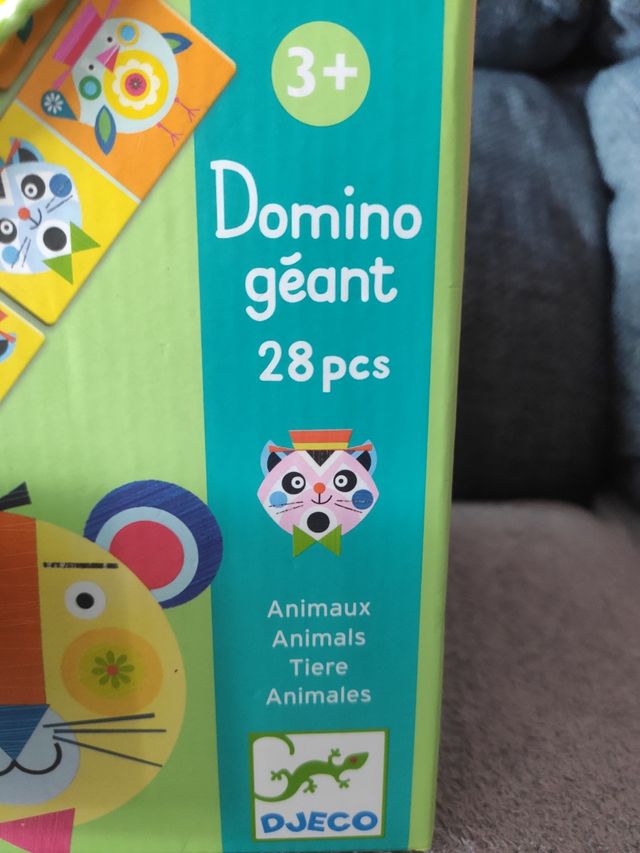 3+
Domino
géant
28 pcs
Animaux
Animals
Tiere
Animales
DJECO